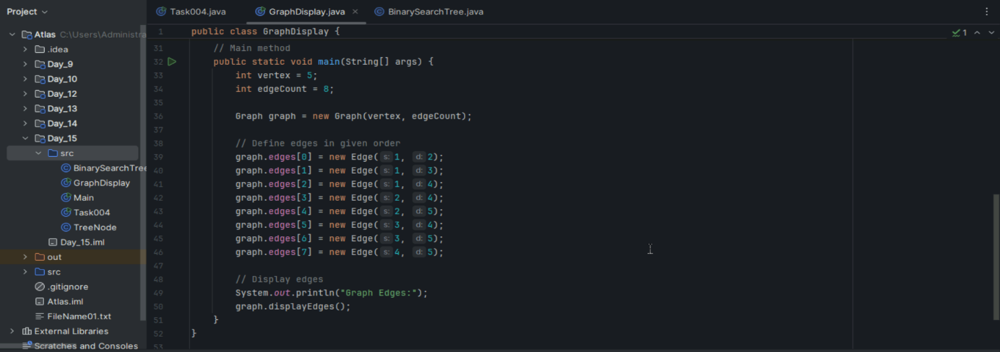 Project
Task004.java
GraphDisplay.java
BinarySearchTree.java
Atlas C:\Users\Administra
.idea
Day_9
Day_10
Day_12
Day_13
Day_14
Day_15
src
BinarySearchTree
GraphDisplay
Main
Task004
TreeNode
Day_15.iml
out
src
.gitignore
Atlas.iml
FileName01.txt
External Libraries
Scratches and Consoles
1 public class GraphDisplay {
1
31 // Main method
32 public static void main(String[] args) {
33 int vertex = 5;
34 int edgeCount = 8;
35
36 Graph graph = new Graph(vertex, edgeCount);
37
38 // Define edges in given order
39 graph.edges[0] = new Edge( s: 1, d: 2);
40 graph.edges[1] = new Edge( s: 1, d: 3);
41 graph.edges[2] = new Edge( s: 1, d: 4);
42 graph.edges[3] = new Edge( s: 2, d: 4);
43 graph.edges[4] = new Edge( s: 2, d: 5);
44 graph.edges[5] = new Edge( s: 3, d: 4);
45 graph.edges[6] = new Edge( s: 3, d: 5);
46 graph.edges[7] = new Edge( s: 4, d: 5);
47
48 // Display edges
49 System.out.println("Graph Edges:");
50 graph.displayEdges();
51 }
52 }
53